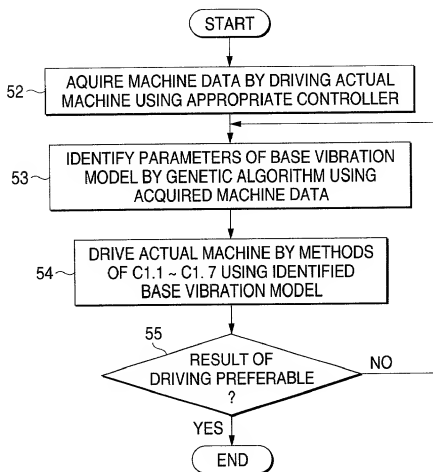 START
52
AQUIRE MACHINE DATA BY DRIVING ACTUAL
MACHINE USING APPROPRIATE CONTROLLER
53
IDENTIFY PARAMETERS OF BASE VIBRATION
MODEL BY GENETIC ALGORITHM USING
ACQUIRED MACHINE DATA
54
DRIVE ACTUAL MACHINE BY METHODS
OF C1.1 ~ C1. 7 USING IDENTIFIED
BASE VIBRATION MODEL
55
RESULT OF
DRIVING PREFERABLE
?
NO
YES
END